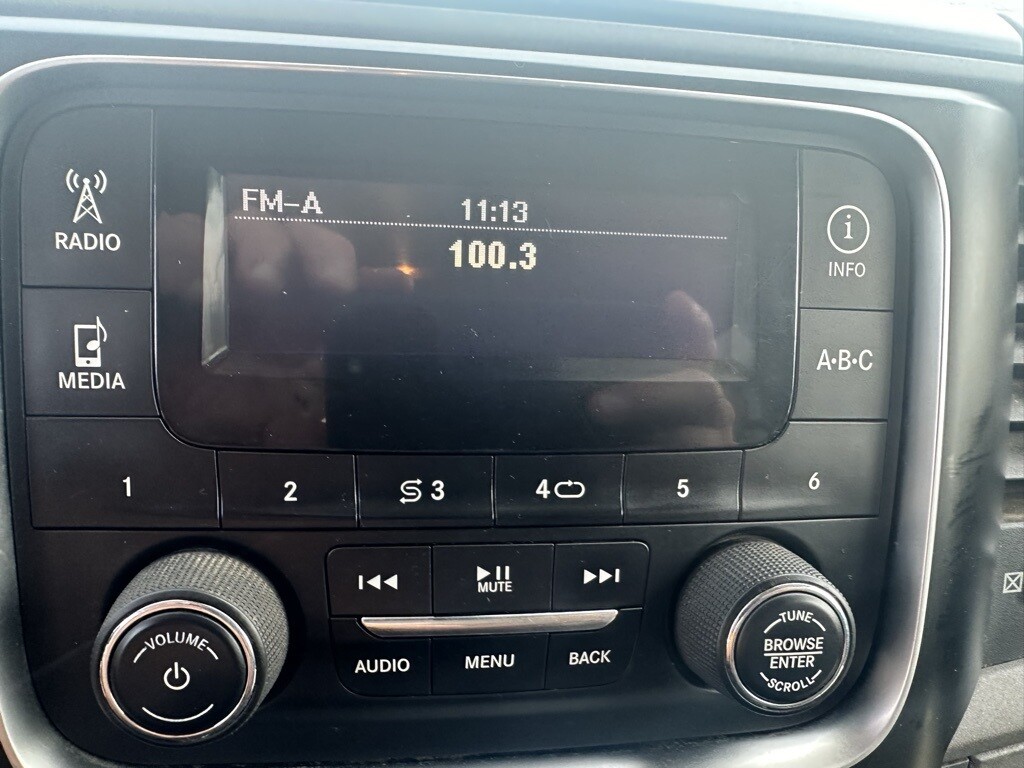 FM-A 11:13
100.3
RADIO
MEDIA
i
INFO
A•B•C
1 2 3 4 5 6
MUTE
AUDIO MENU BACK
VOLUME
TUNE
BROWSE
ENTER
SCROLL